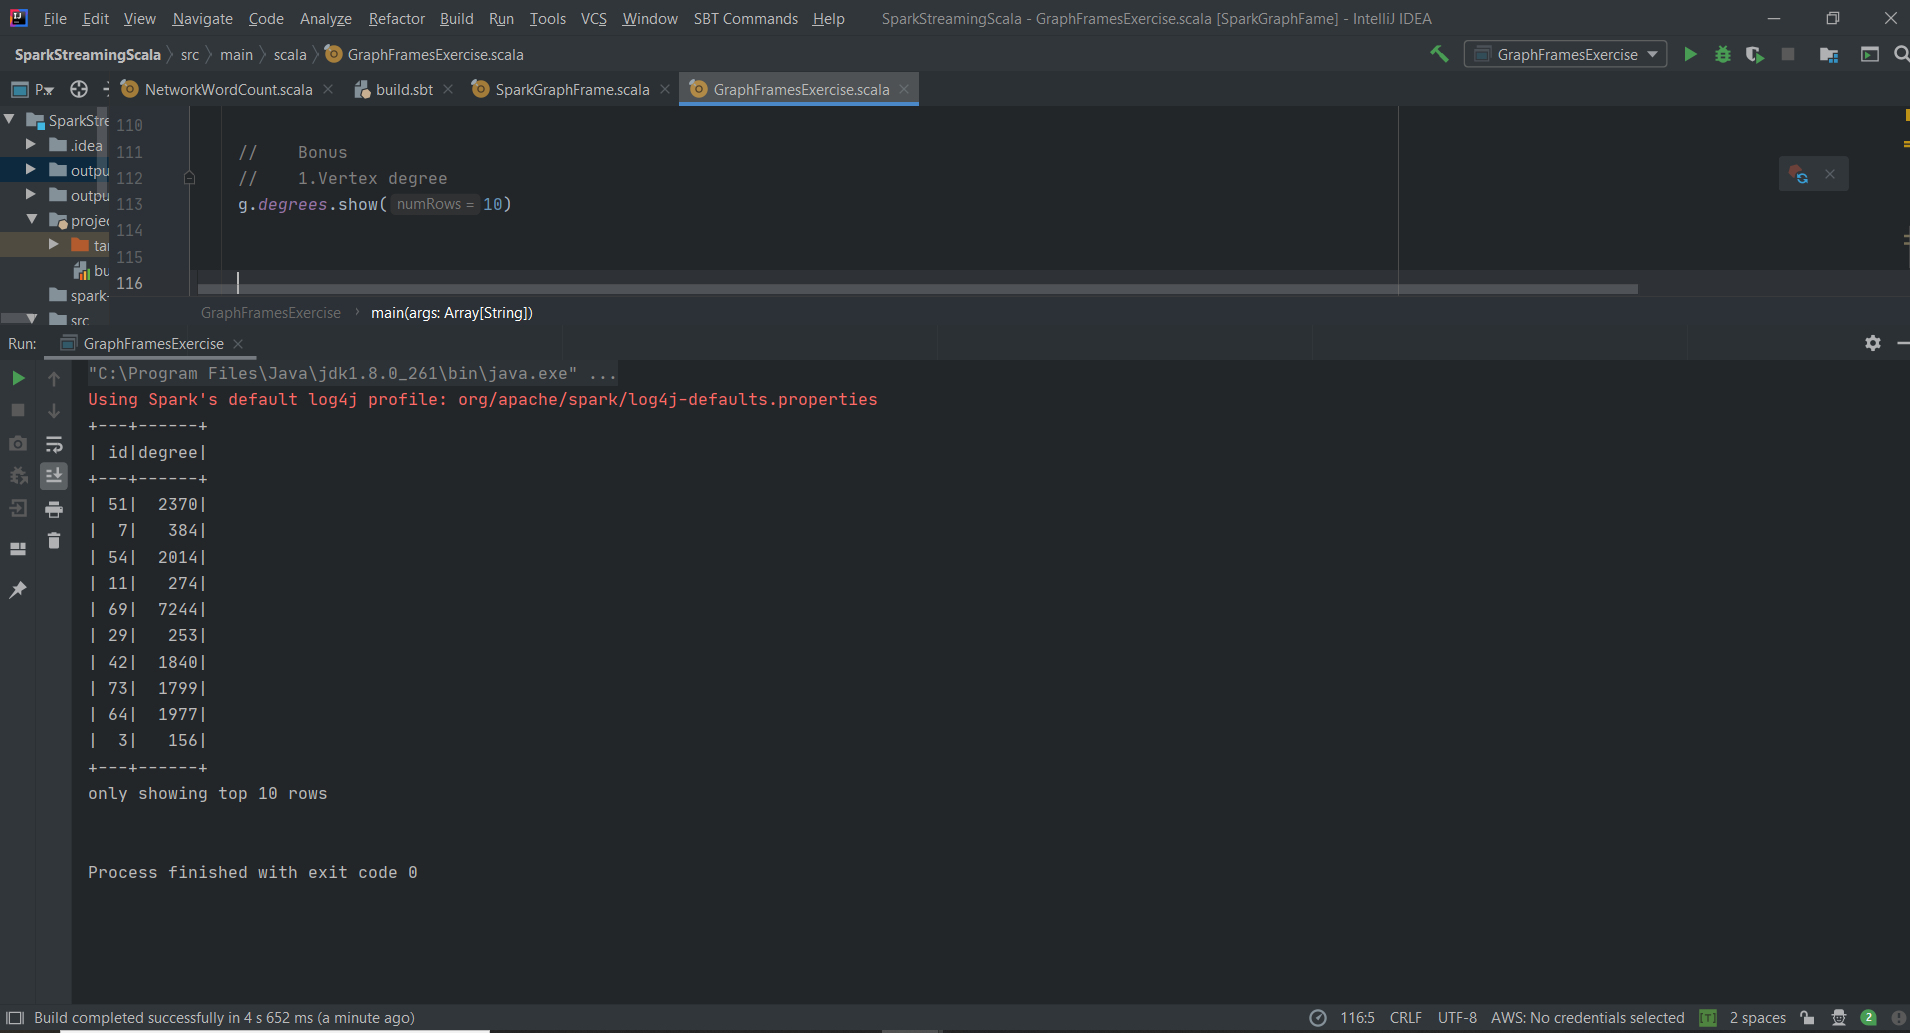 File Edit View Navigate Code Analyze Refactor Build Run Tools VCS Window SBT Commands Help SparkStreamingScala - GraphFramesExercise.scala [SparkGraphFame] - IntelliJ IDEA
SparkStreamingScala src main scala GraphFramesExercise.scala GraphFramesExercise
P.. NetworkWordCount.scala build.sbt SparkGraphFrame.scala GraphFramesExercise.scala
SparkStre
.idea
outpu
outpu
projec
tar
bu
spark-
src
110
111 // Bonus
112 // 1.Vertex degree
113 g.degrees.show( numRows = 10)
114
115
116
GraphFramesExercise › main(args: Array[String])
Run: GraphFramesExercise
"C:\Program Files\Java\jdk1.8.0_261\bin\java.exe" ...
Using Spark's default log4j profile: org/apache/spark/log4j-defaults.properties
+---+------+
| id|degree|
+---+------+
| 51|  2370|
|  7|   384|
| 54|  2014|
| 11|   274|
| 69|  7244|
| 29|   253|
| 42|  1840|
| 73|  1799|
| 64|  1977|
|  3|   156|
+---+------+
only showing top 10 rows
Process finished with exit code 0
Build completed successfully in 4 s 652 ms (a minute ago) 116:5 CRLF UTF-8 AWS: No credentials selected [T] 2 spaces 2